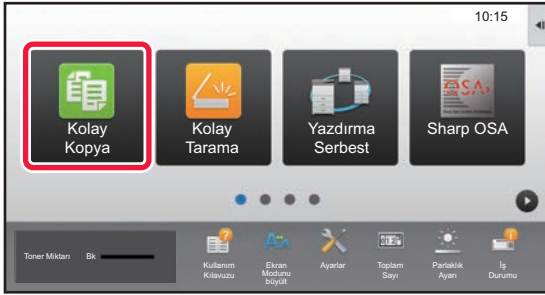 10:15
Kolay
Kopya
Kolay
Tarama
Yazdırma
Serbest
Sharp OSA
Toner Miktarı
Bk
Kullanım
Kılavuzu
Ekran
Modunu
büyült
Ayarlar
Toplam
Sayı
Parlaklık
Ayarı
İş
Durumu